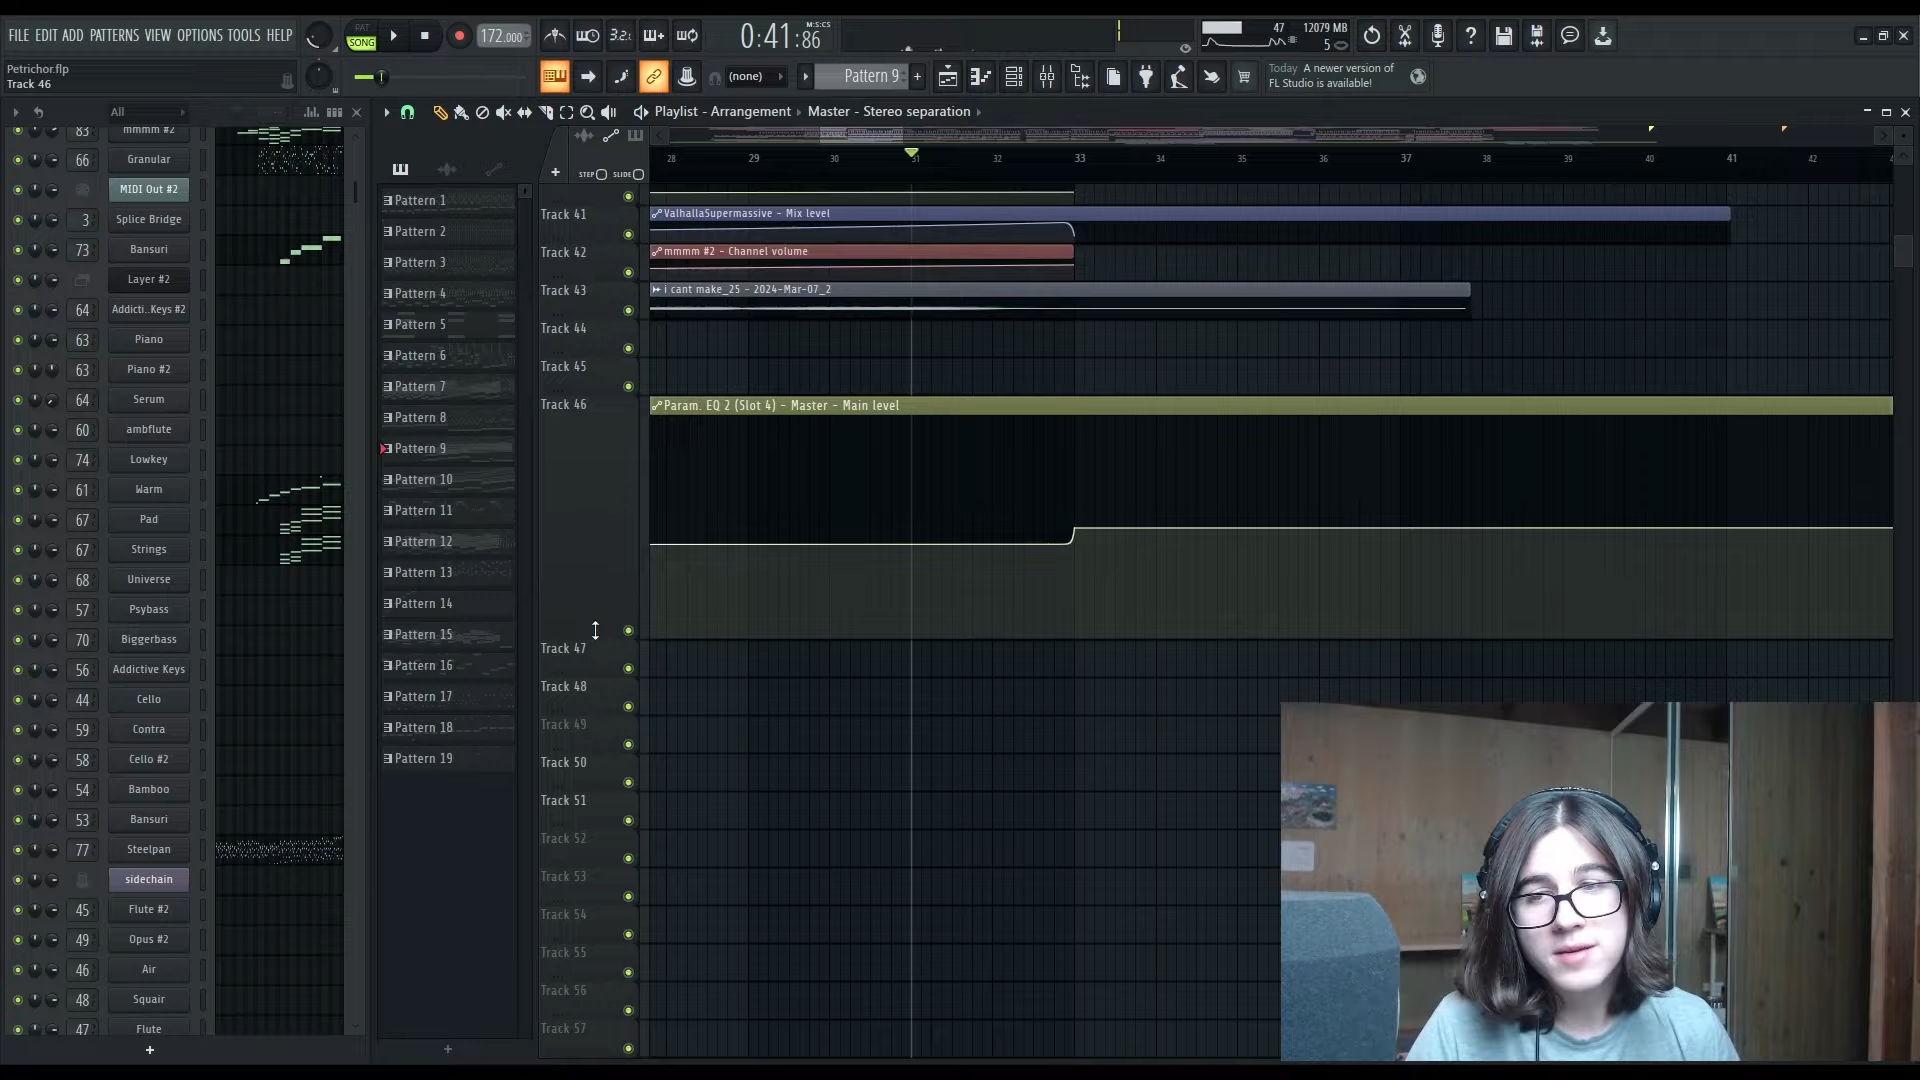 FILE EDIT ADD PATTERNS VIEW OPTIONS TOOLS HELP
PAT
SONG
172.000
3.2.
0:41:86
M:S:CS
47
12079 MB
5
Petrichor.flp
Track 46
(none)
Pattern 9
Today A newer version of
FL Studio is available!
All
Playlist - Arrangement
Master - Stereo separation
83 mmmm #2
66 Granular
MIDI Out #2
3 Splice Bridge
73 Bansuri
Layer #2
64 Addicti..Keys #2
63 Piano
63 Piano #2
64 Serum
60 ambflute
74 Lowkey
61 Warm
67 Pad
67 Strings
68 Universe
57 Psybass
70 Biggerbass
56 Addictive Keys
44 Cello
59 Contra
58 Cello #2
54 Bamboo
53 Bansuri
77 Steelpan
sidechain
45 Flute #2
49 Opus #2
46 Air
48 Squair
47 Flute
Pattern 1
Pattern 2
Pattern 3
Pattern 4
Pattern 5
Pattern 6
Pattern 7
Pattern 8
Pattern 9
Pattern 10
Pattern 11
Pattern 12
Pattern 13
Pattern 14
Pattern 15
Pattern 16
Pattern 17
Pattern 18
Pattern 19
STEP SLIDE
28 29 30 31 32 33 34 35 36 37 38 39 40 41 42
Track 41
ValhallaSupermassive - Mix level
Track 42
mmmm #2 - Channel volume
Track 43
i cant make_25 - 2024-Mar-07_2
Track 44
Track 45
Track 46
Param. EQ 2 (Slot 4) - Master - Main level
Track 47
Track 48
Track 49
Track 50
Track 51
Track 52
Track 53
Track 54
Track 55
Track 56
Track 57